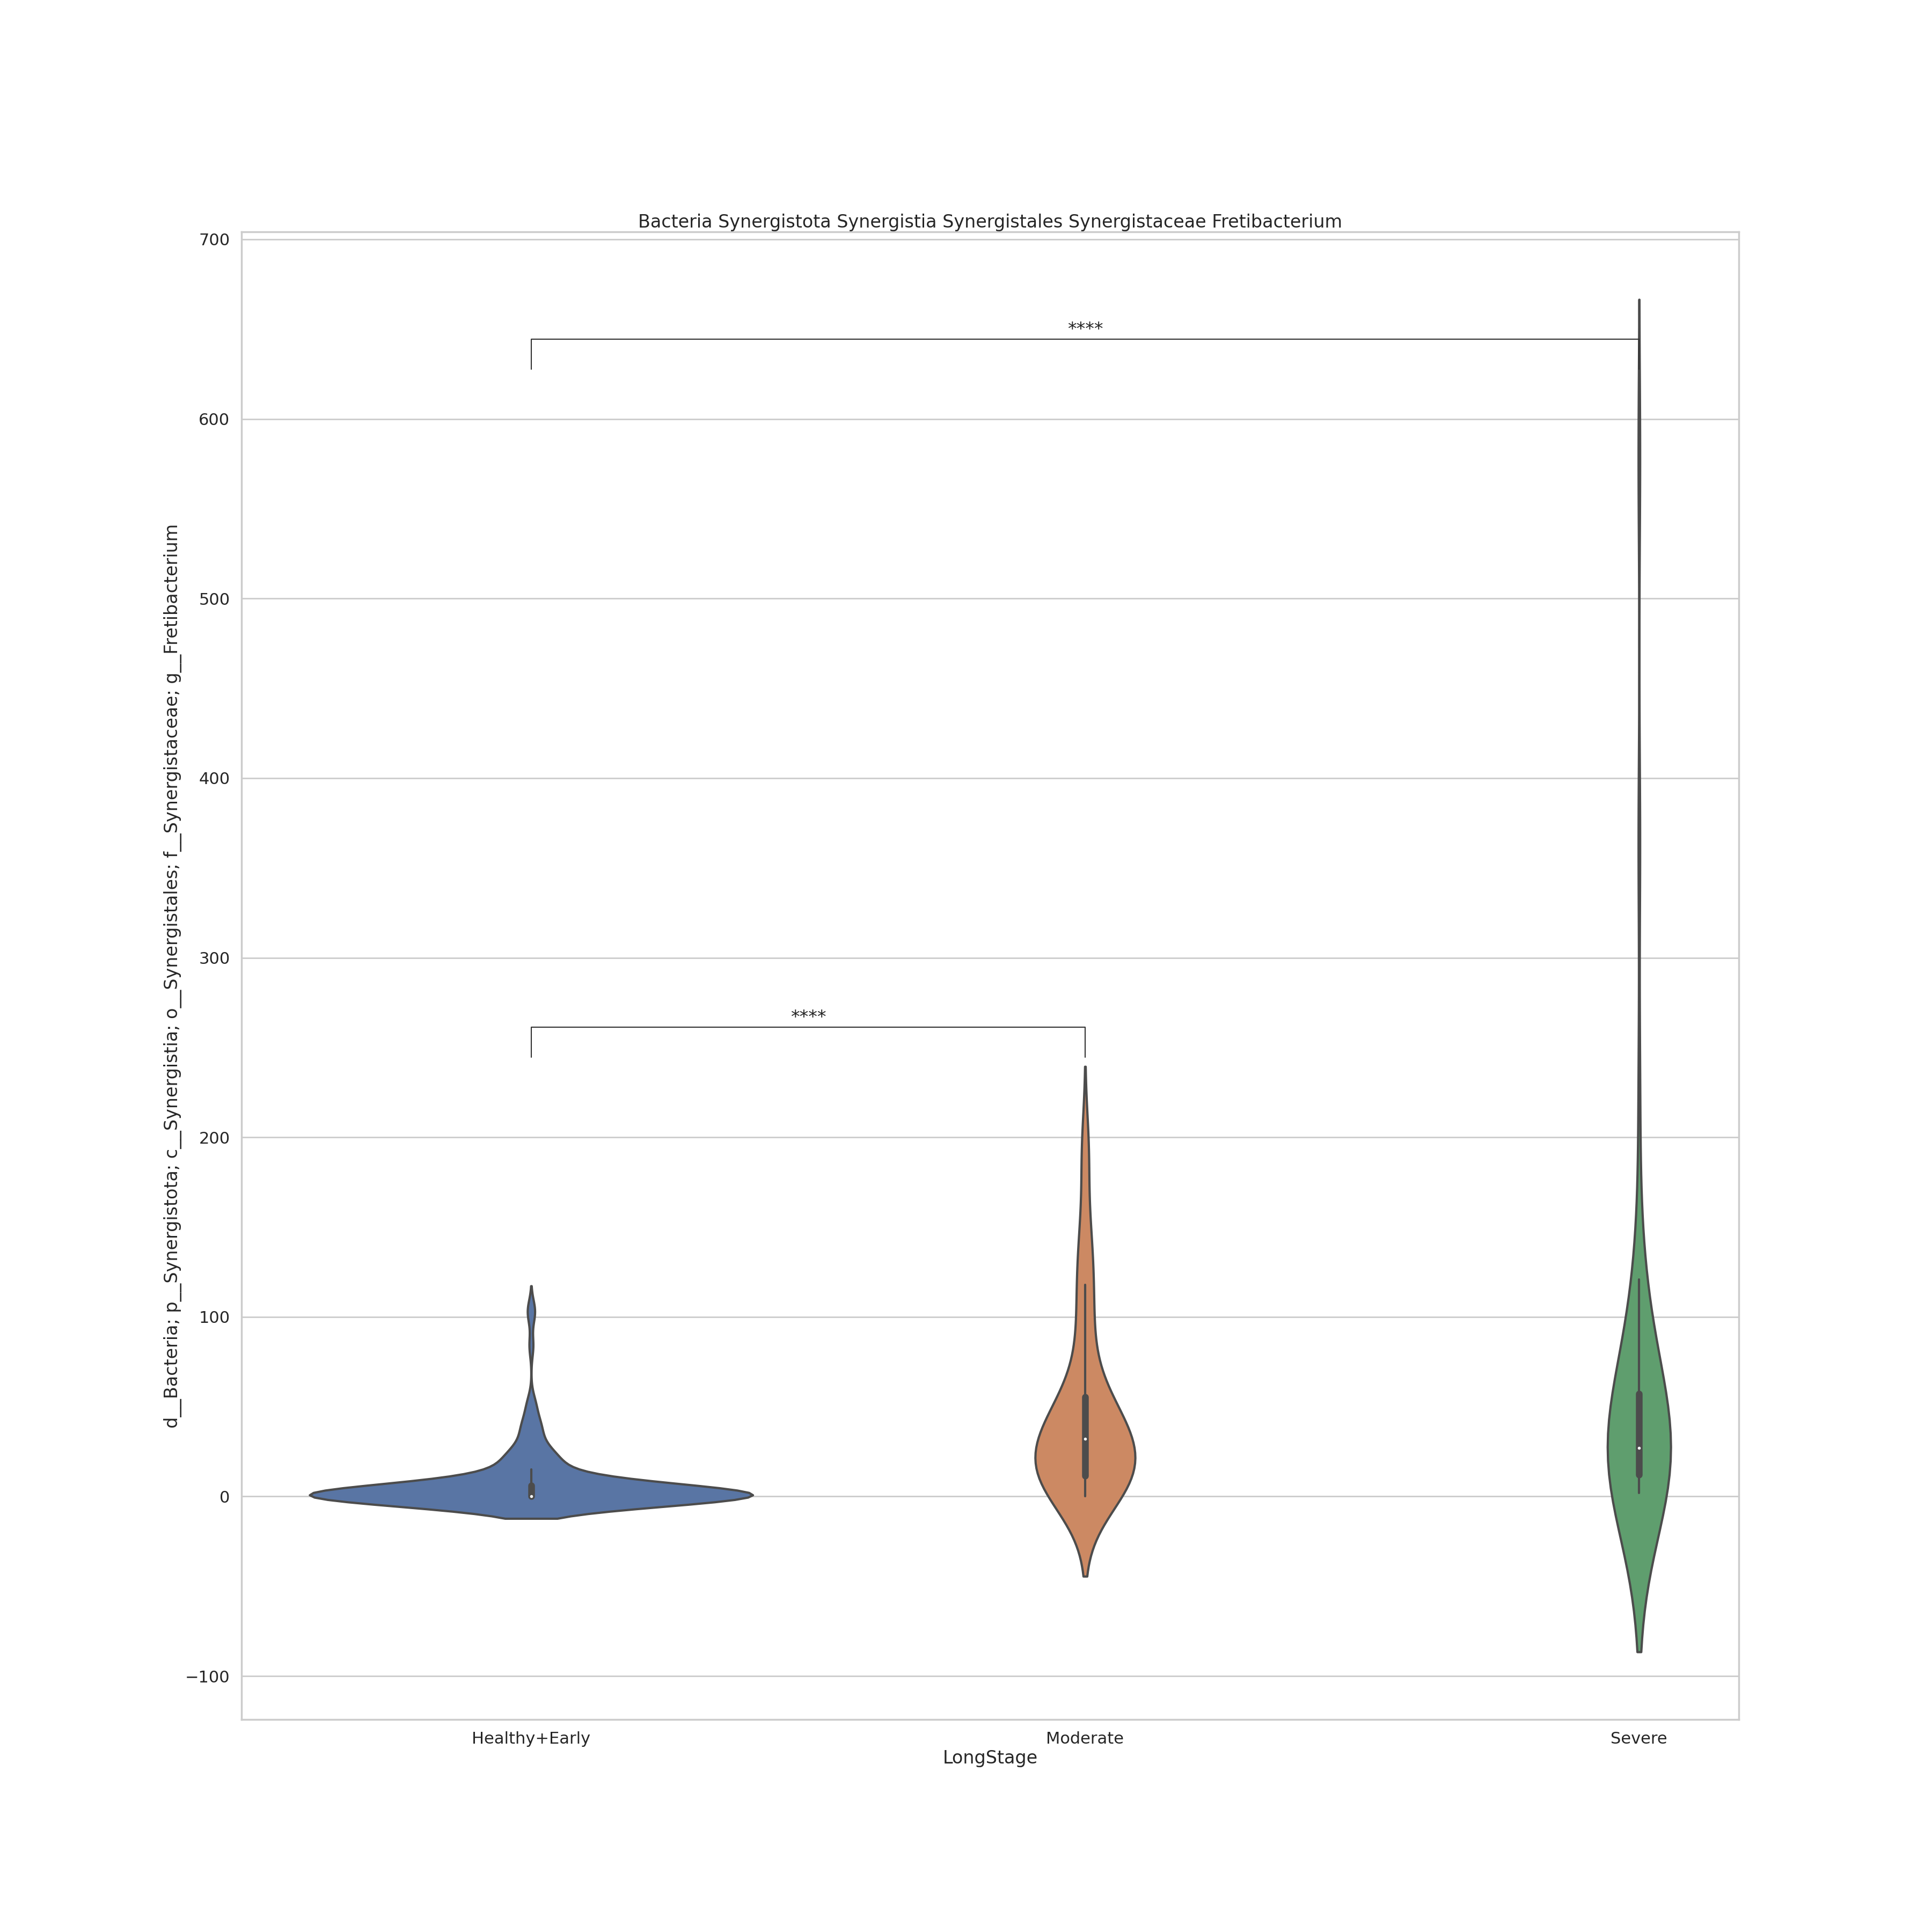 Bacteria Synergistota Synergistia Synergistales Synergistaceae Fretibacterium
d__Bacteria; p__Synergistota; c__Synergistia; o__Synergistales; f__Synergistaceae; g__Fretibacterium
700
600
500
400
300
200
100
0
−100
****
****
Healthy+Early
Moderate
Severe
LongStage